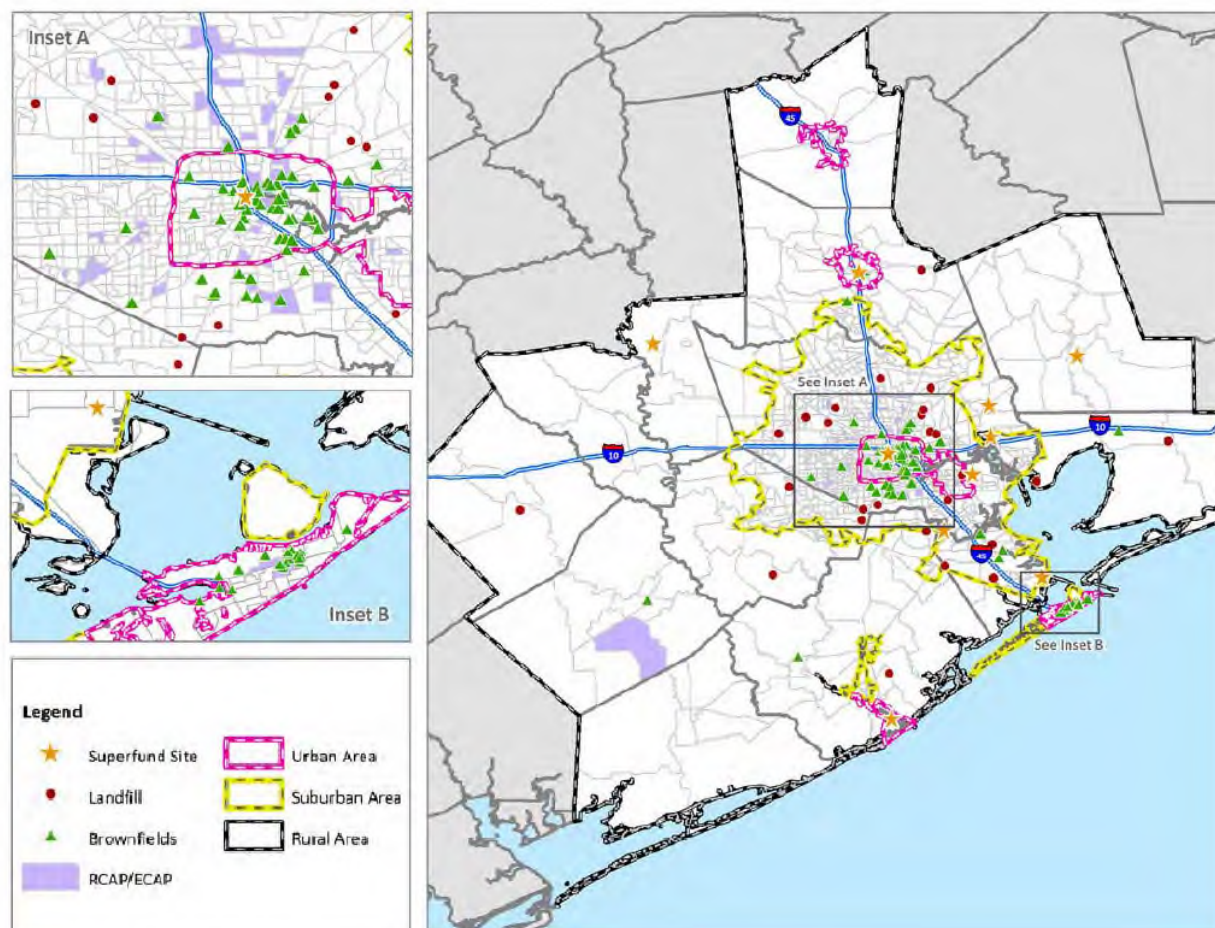 Inset A
Inset B
Legend
Superfund Site
Urban Area
Landfill
Suburban Area
Brownfields
Rural Area
RCAP/ECAP
45
See Inset A
10
10
45
See Inset B